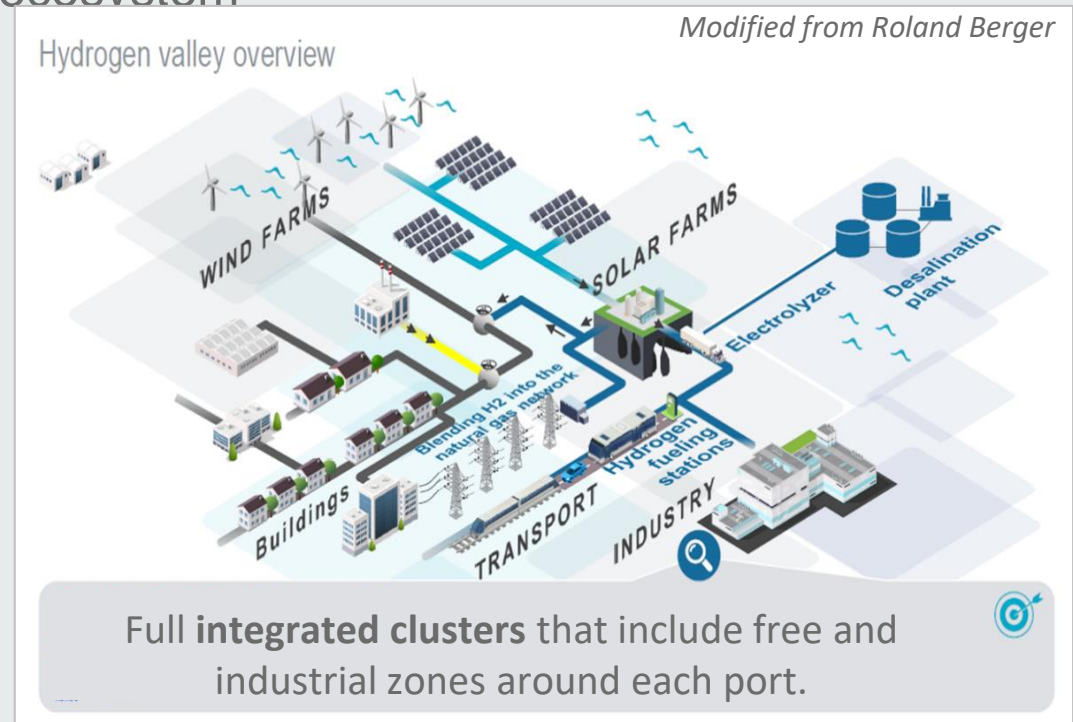 Modified from Roland Berger
Hydrogen valley overview
WIND FARMS
SOLAR FARMS
Electrolyzer
Desalination
plant
Blending H2 into the
natural gas network
Hydrogen
fueling
stations
Buildings
TRANSPORT
INDUSTRY
Full integrated clusters that include free and
industrial zones around each port.